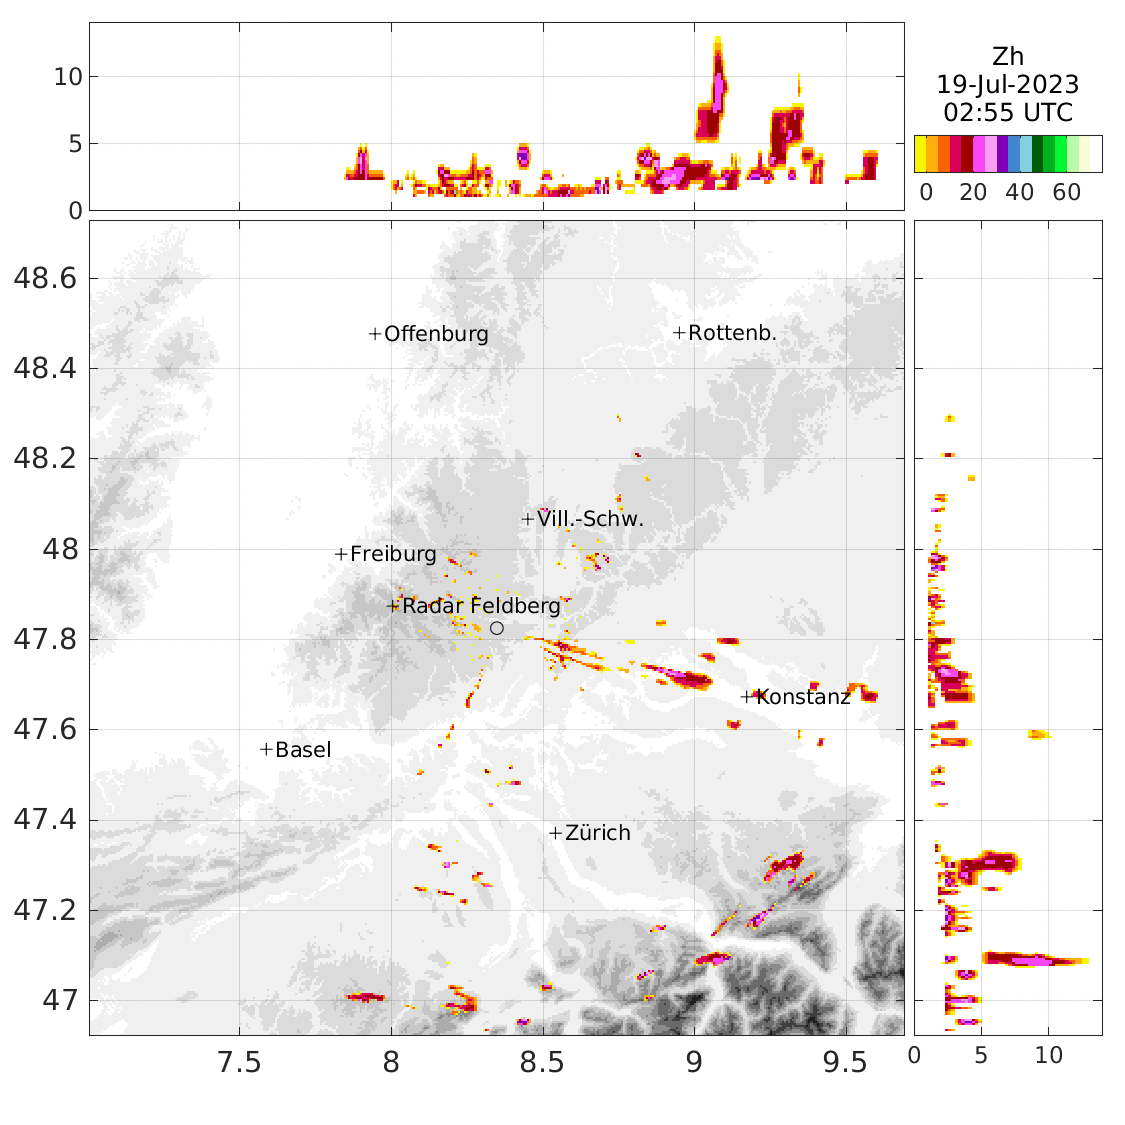 10
5
0
Zh
19-Jul-2023
02:55 UTC
0 20 40 60
48.6
48.4
48.2
48
47.8
47.6
47.4
47.2
47
+Offenburg
+Rottenb.
+Vill.-Schw.
+Freiburg
+Radar Feldberg
+Konstanz
+Basel
+Zürich
7.5 8 8.5 9 9.5
0 5 10